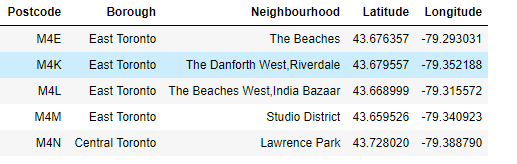 Postcode Borough Neighbourhood Latitude Longitude
M4E East Toronto The Beaches 43.676357 -79.293031
M4K East Toronto The Danforth West,Riverdale 43.679557 -79.352188
M4L East Toronto The Beaches West,India Bazaar 43.668999 -79.315572
M4M East Toronto Studio District 43.659526 -79.340923
M4N Central Toronto Lawrence Park 43.728020 -79.388790